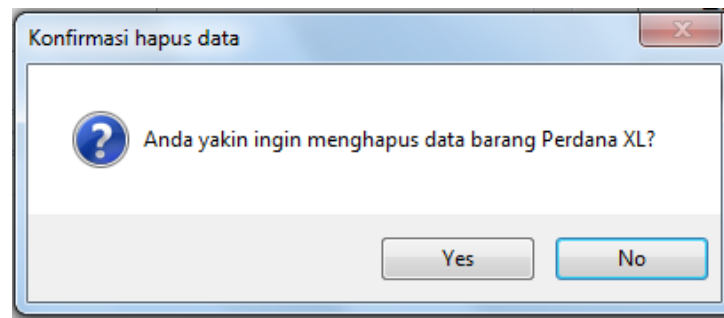 Konfirmasi hapus data
Anda yakin ingin menghapus data barang Perdana XL?
Yes
No